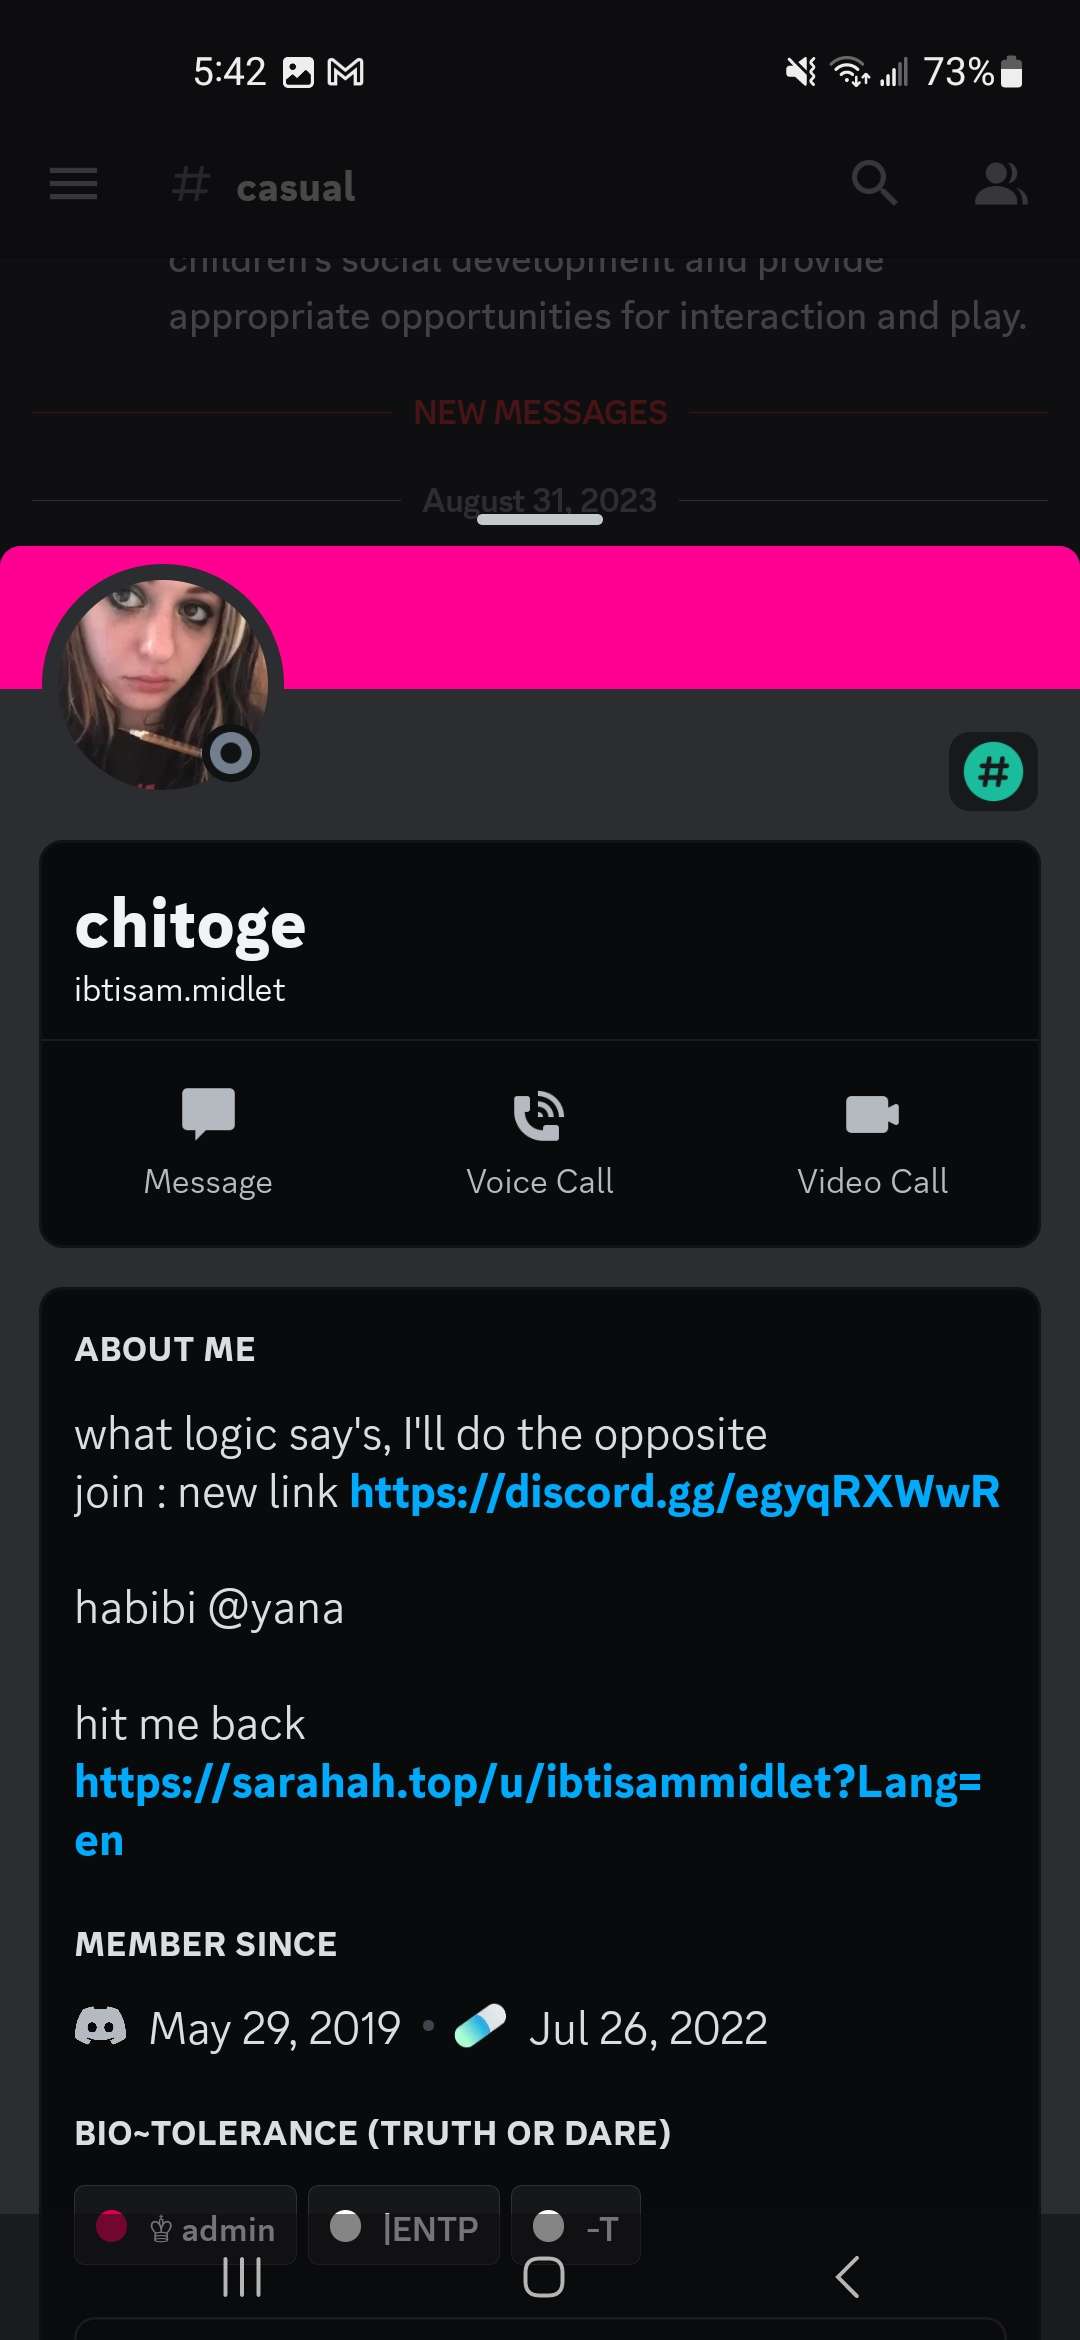 5:42
73%
# casual
children's social development and provide
appropriate opportunities for interaction and play.
NEW MESSAGES
August 31, 2023
#
chitoge
ibtisam.midlet
Message Voice Call Video Call
ABOUT ME
what logic say's, I'll do the opposite
join : new link https://discord.gg/egyqRXWwR
habibi @yana
hit me back
https://sarahah.top/u/ibtisammidlet?Lang=
en
MEMBER SINCE
May 29, 2019 • Jul 26, 2022
BIO~TOLERANCE (TRUTH OR DARE)
♔ admin |ENTP -T